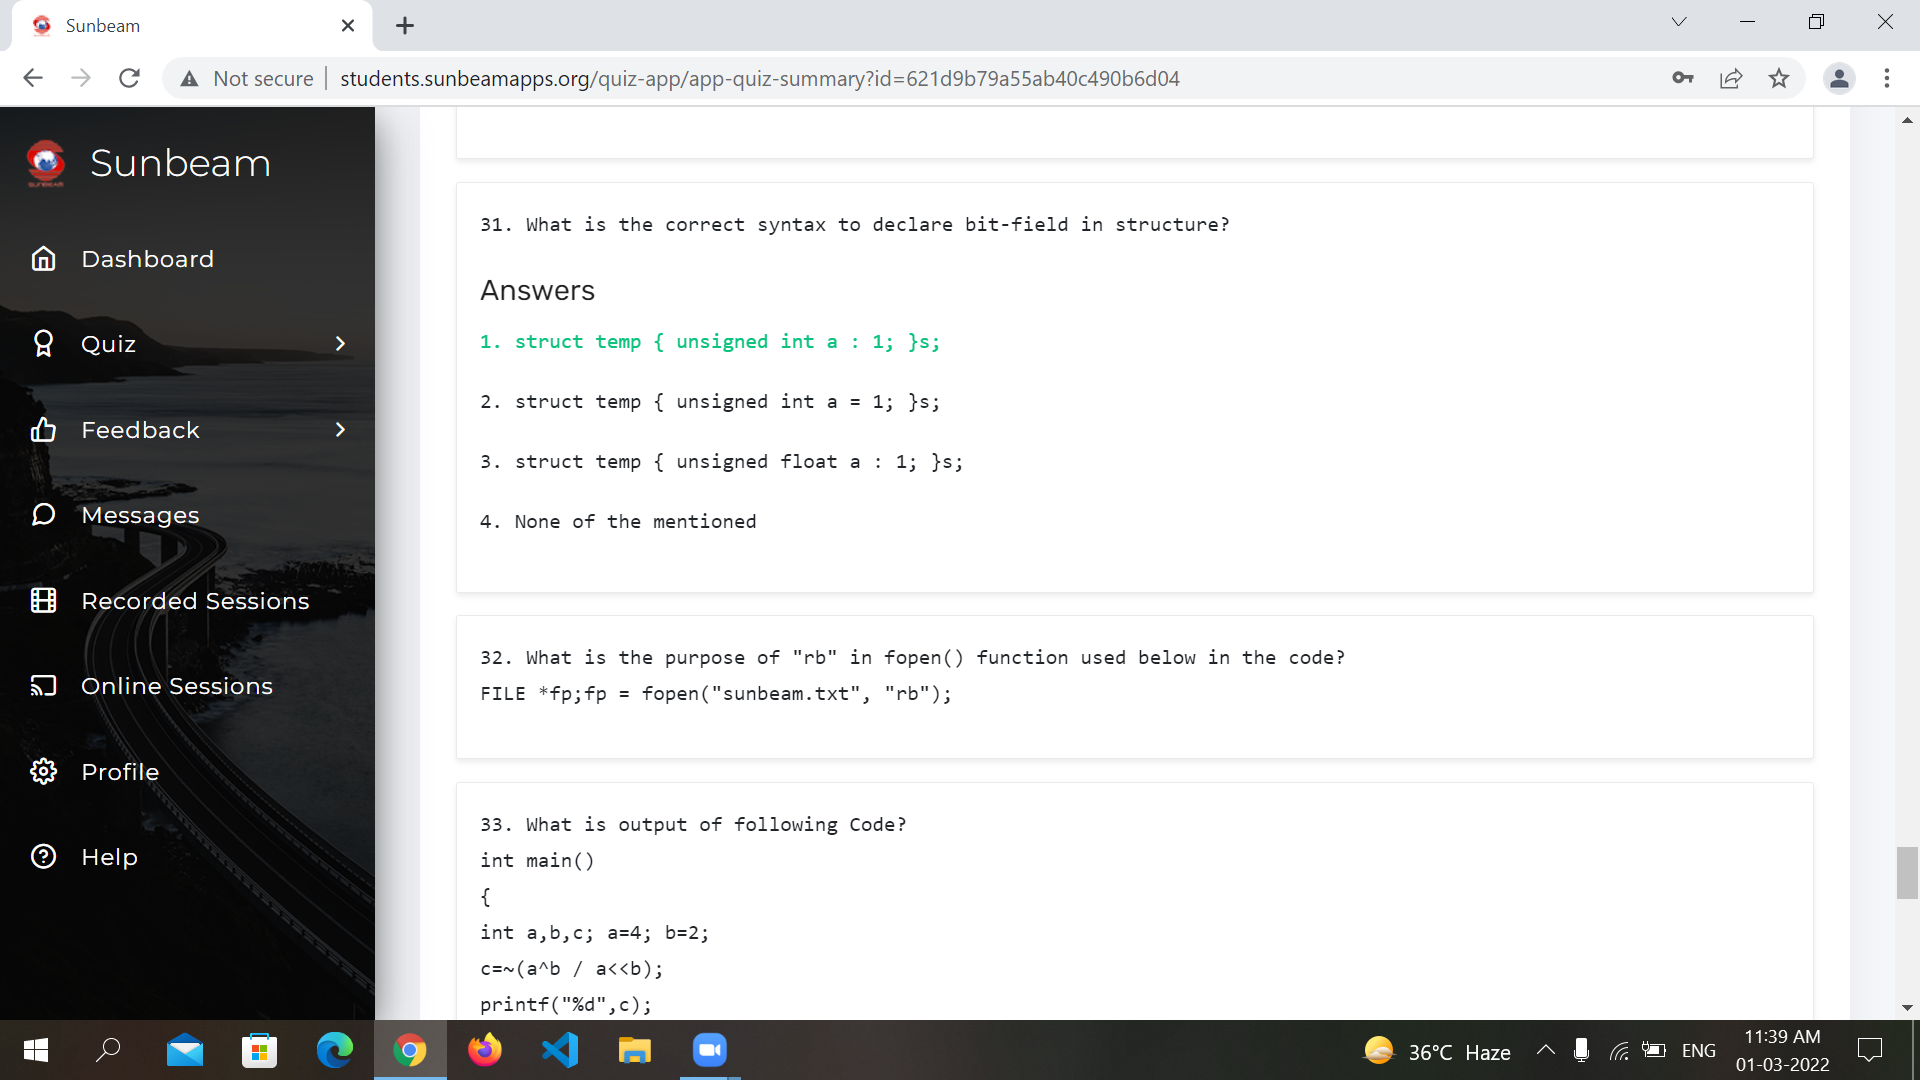 Sunbeam
Not secure
students.sunbeamapps.org/quiz-app/app-quiz-summary?id=621d9b79a55ab40c490b6d04
SUNBEAM
Sunbeam
Dashboard
Quiz
Feedback
Messages
Recorded Sessions
Online Sessions
Profile
Help
31. What is the correct syntax to declare bit-field in structure?
Answers
1. struct temp { unsigned int a : 1; }s;
2. struct temp { unsigned int a = 1; }s;
3. struct temp { unsigned float a : 1; }s;
4. None of the mentioned
32. What is the purpose of "rb" in fopen() function used below in the code?
FILE *fp;fp = fopen("sunbeam.txt", "rb");
33. What is output of following Code?
int main()
{
int a,b,c; a=4; b=2;
c=~(a^b / a<<b);
printf("%d",c);
36°C Haze
ENG
11:39 AM
01-03-2022